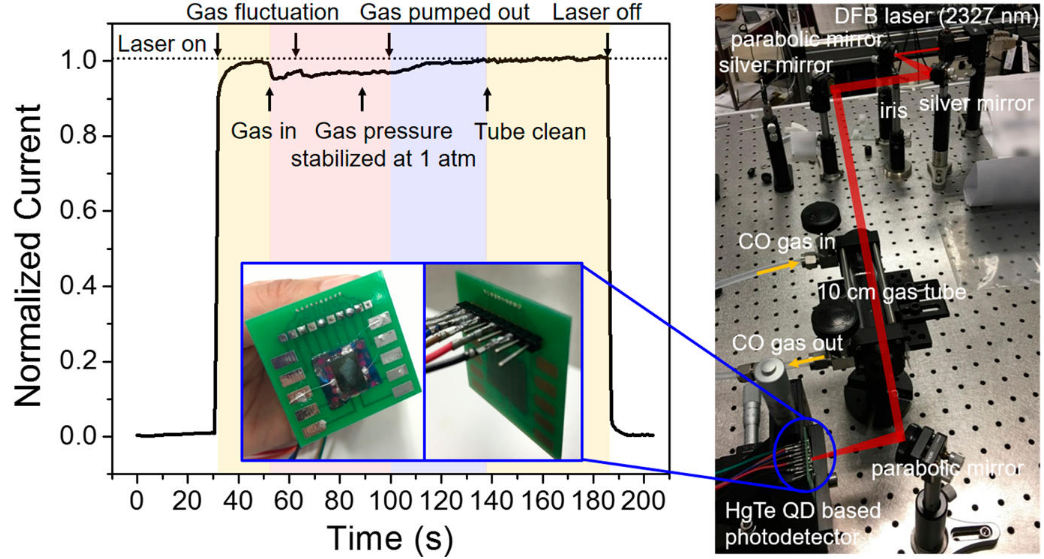 Gas fluctuation
Gas pumped out
Laser off
Laser on
Gas in
Gas pressure
stabilized at 1 atm
Tube clean
1.0
0.8
0.6
0.4
0.2
0.0
Normalized Current
0
20
40
60
80
100
120
140
160
180
200
Time (s)
DFB laser (2327 nm)
parabolic mirror
silver mirror
iris
silver mirror
CO gas in
10 cm gas tube
CO gas out
parabolic mirror
HgTe QD based
photodetector